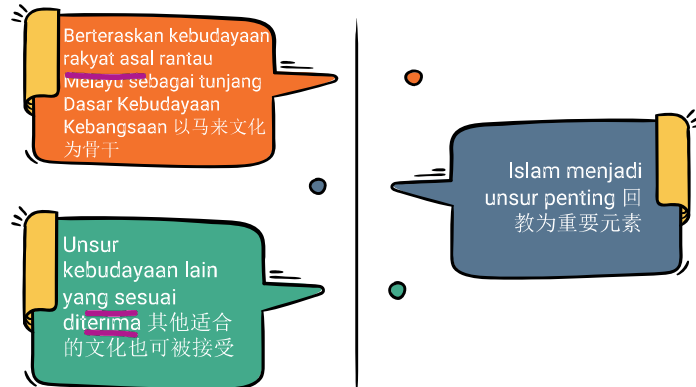 Berteraskan kebudayaan
rakyat asal rantau
Melayu sebagai tunjang
Dasar Kebudayaan
Kebangsaan 以马来文化
为骨干
Unsur
kebudayaan lain
yang sesuai
diterima 其他适合
的文化也可被接受
Islam menjadi
unsur penting 回
教为重要元素